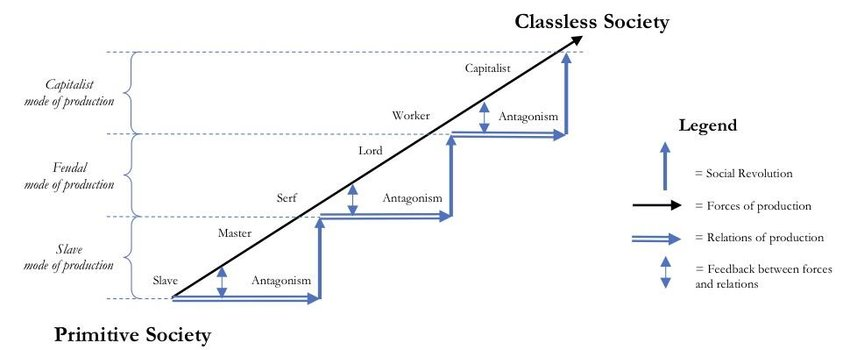 Classless Society
Capitalist
Capitalist
mode of production
Worker
Antagonism
Lord
Feudal
mode of production
Serf
Antagonism
Master
Slave
mode of production
Slave
Antagonism
Primitive Society
Legend
= Social Revolution
= Forces of production
= Relations of production
= Feedback between forces
and relations